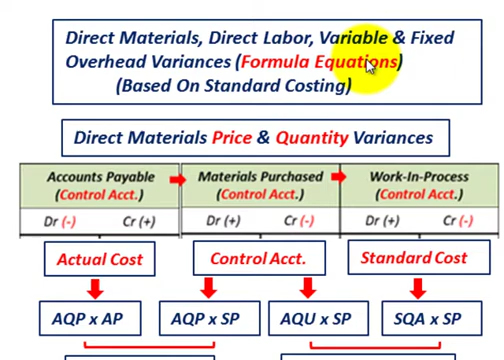 Direct Materials, Direct Labor, Variable & Fixed
Overhead Variances (Formula Equations)
(Based On Standard Costing)
Direct Materials Price & Quantity Variances
Accounts Payable
(Control Acct.)
Materials Purchased
(Control Acct.)
Work-In-Process
(Control Acct.)
Dr (-) Cr (+)
Dr (+) Cr (-)
Dr (+) Cr (-)
Actual Cost
Control Acct.
Standard Cost
AQP x AP
AQP x SP
AQU x SP
SQA x SP